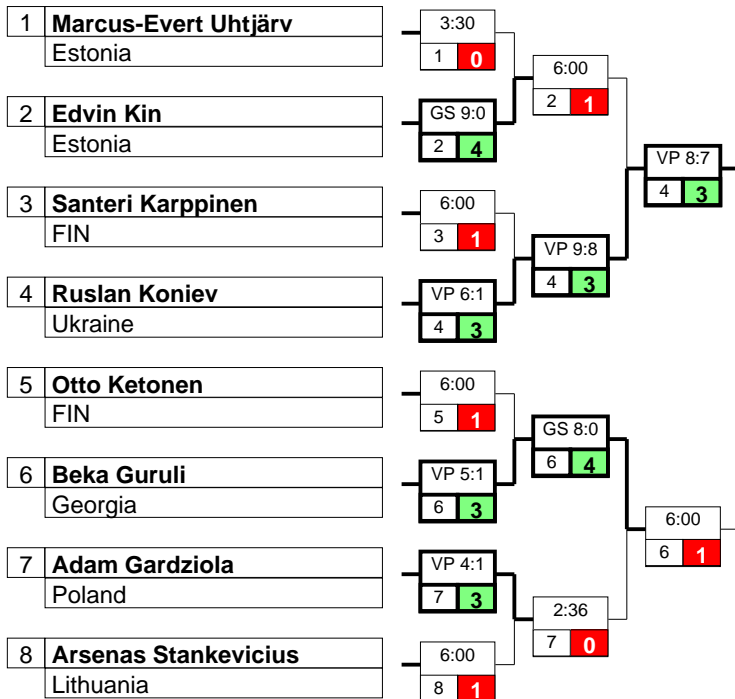 1 Marcus-Evert Uhtjärv 3:30
Estonia 1 0 6:00
2 1
2 Edvin Kin GS 9:0
Estonia 2 4 VP 8:7
4 3
3 Santeri Karppinen 6:00
FIN 3 1 VP 9:8
4 3
4 Ruslan Koniev VP 6:1
Ukraine 4 3
5 Otto Ketonen 6:00
FIN 5 1 GS 8:0
6 4
6 Beka Guruli VP 5:1
Georgia 6 3 6:00
6 1
7 Adam Gardziola VP 4:1
Poland 7 3 2:36
7 0
8 Arsenas Stankevicius 6:00
Lithuania 8 1